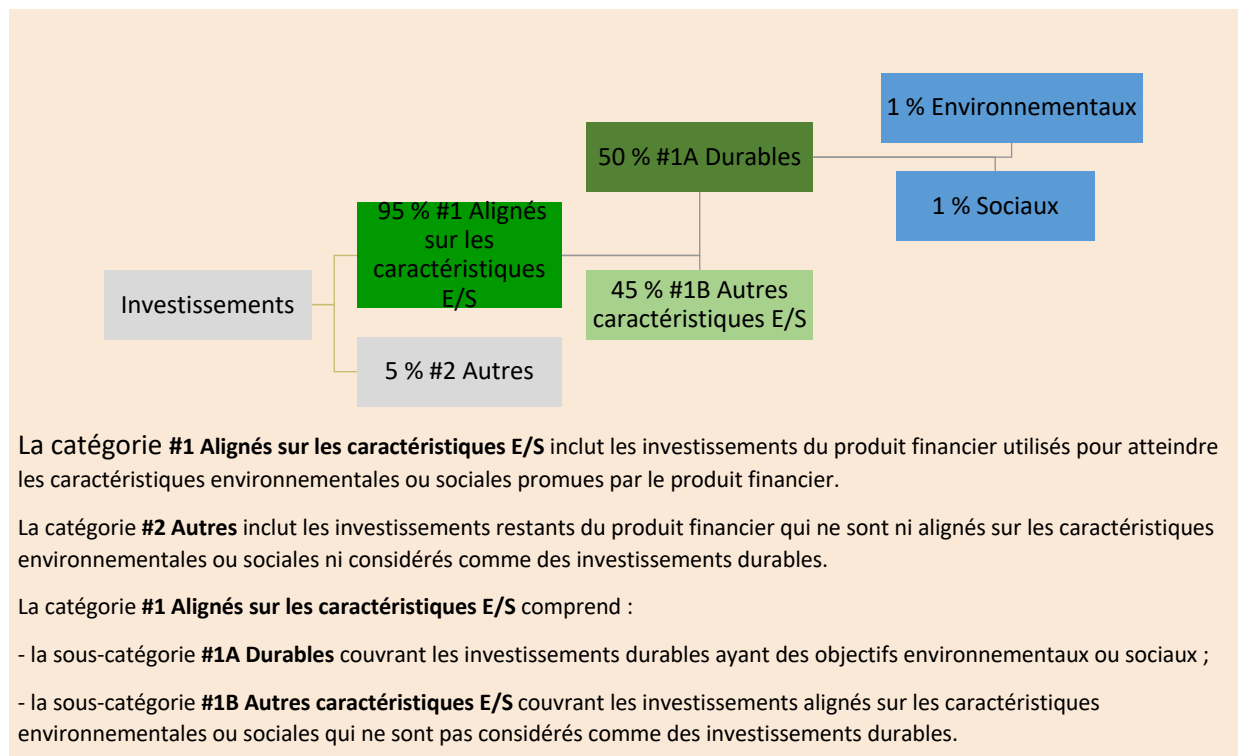 1 % Environnementaux
50 % #1A Durables
1 % Sociaux
95 % #1 Alignés
sur les
caractéristiques
E/S
Investissements
45 % #1B Autres
caractéristiques E/S
5 % #2 Autres
La catégorie #1 Alignés sur les caractéristiques E/S inclut les investissements du produit financier utilisés pour atteindre
les caractéristiques environnementales ou sociales promues par le produit financier.
La catégorie #2 Autres inclut les investissements restants du produit financier qui ne sont ni alignés sur les caractéristiques
environnementales ou sociales ni considérés comme des investissements durables.
La catégorie #1 Alignés sur les caractéristiques E/S comprend :
- la sous-catégorie #1A Durables couvrant les investissements durables ayant des objectifs environnementaux ou sociaux ;
- la sous-catégorie #1B Autres caractéristiques E/S couvrant les investissements alignés sur les caractéristiques
environnementales ou sociales qui ne sont pas considérés comme des investissements durables.